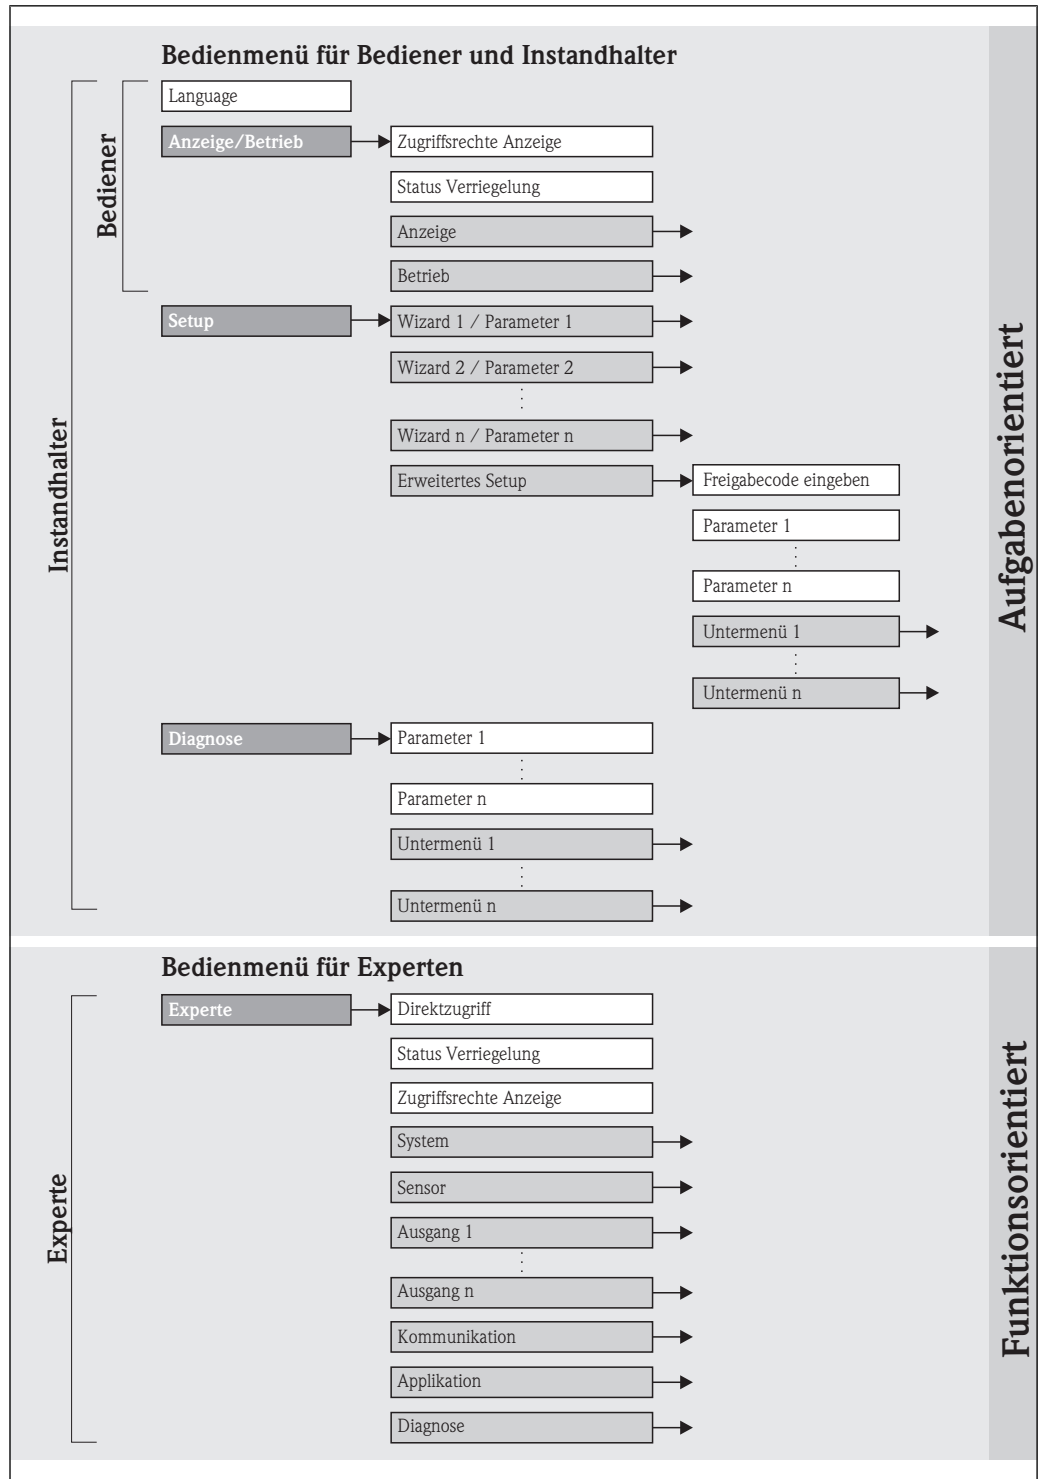 Bedienmenü für Bediener und Instandhalter
Language
Anzeige/Betrieb
Zugriffsrechte Anzeige
Status Verriegelung
Anzeige
Betrieb
Bediener
Setup
Wizard 1 / Parameter 1
Wizard 2 / Parameter 2
Wizard n / Parameter n
Erweitertes Setup
Freigabecode eingeben
Parameter 1
Parameter n
Untermenü 1
Untermenü n
Instandhalter
Aufgabenorientiert
Diagnose
Parameter 1
Parameter n
Untermenü 1
Untermenü n
Bedienmenü für Experten
Experte
Direktzugriff
Status Verriegelung
Zugriffsrechte Anzeige
System
Sensor
Ausgang 1
Ausgang n
Kommunikation
Applikation
Diagnose
Experte
Funktionsorientiert